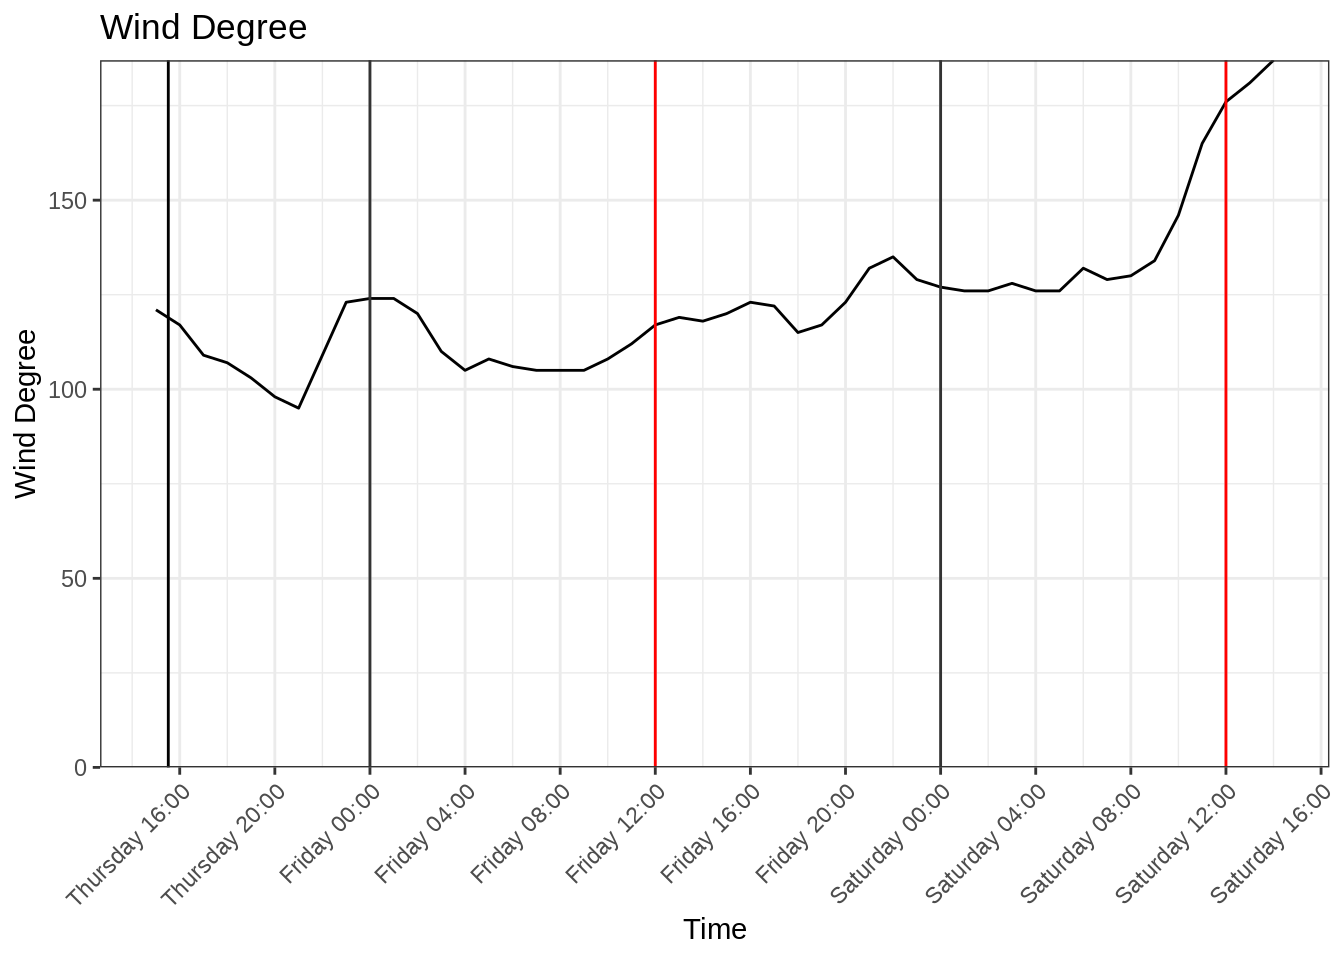 Wind Degree
Wind Degree
150
100
50
0
Thursday 16:00
Thursday 20:00
Friday 00:00
Friday 04:00
Friday 08:00
Friday 12:00
Friday 16:00
Friday 20:00
Saturday 00:00
Saturday 04:00
Saturday 08:00
Saturday 12:00
Saturday 16:00
Time